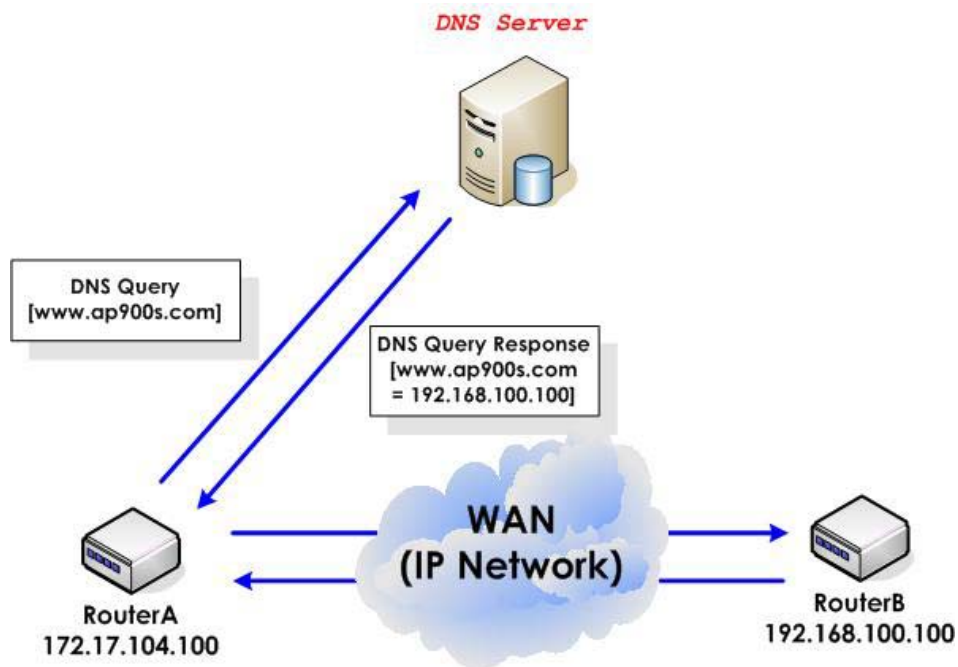 DNS Server
DNS Query
[www.ap900s.com]
DNS Query Response
[www.ap900s.com
= 192.168.100.100]
WAN
(IP Network)
RouterA
172.17.104.100
RouterB
192.168.100.100